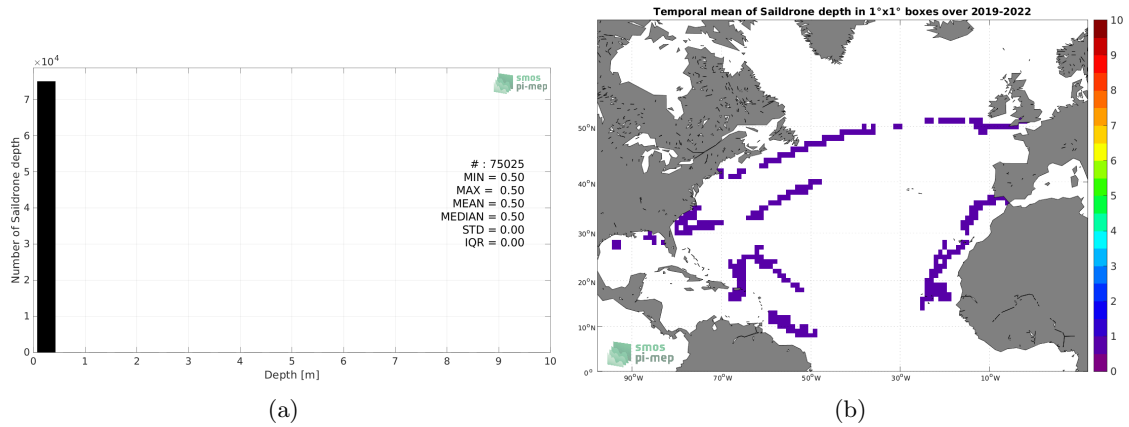 ×10⁴
7
6
5
4
3
2
1
0
Number of Saildrone depth
smos
pi-mep
# : 75025
MIN = 0.50
MAX = 0.50
MEAN = 0.50
MEDIAN = 0.50
STD = 0.00
IQR = 0.00
0 1 2 3 4 5 6 7 8 9 10
Depth [m]
(a)
Temporal mean of Saildrone depth in 1°x1° boxes over 2019-2022
50°N
40°N
30°N
20°N
10°N
0°
smos
pi-mep
90°W 70°W 50°W 30°W 10°W
10
9
8
7
6
5
4
3
2
1
0
(b)